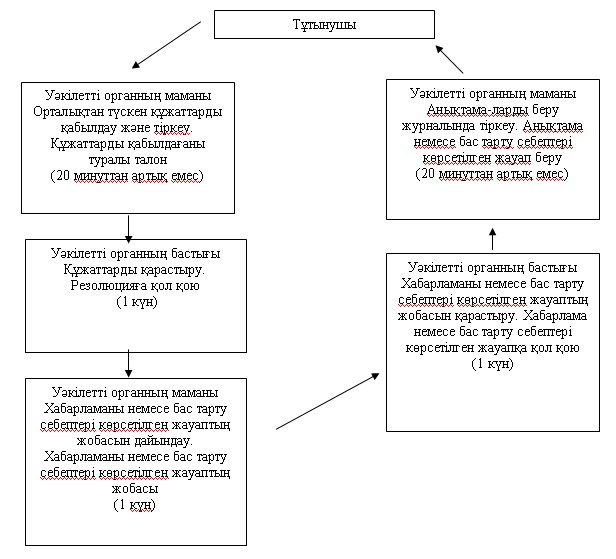 Тұтынушы
Уәкілетті органның маманы
Орталықтан түскен құжаттарды
қабылдау және тіркеу.
Құжаттарды қабылдағаны
туралы талон
(20 минуттан артық емес)
Уәкілетті органның бастығы
Құжаттарды қарастыру.
Резолюцияға қол қою
(1 күн)
Уәкілетті органның маманы
Хабарламаны немесе бас тарту
себептері көрсетілген жауаптың
жобасын дайындау.
Хабарламаны немесе бас тарту
себептері көрсетілген жауаптың
жобасы
(1 күн)
Уәкілетті органның бастығы
Хабарламаны немесе бас тарту
себептері көрсетілген жауаптың
жобасын қарастыру. Хабарлама
немесе бас тарту себептері
көрсетілген жауапқа қол қою
(1 күн)
Уәкілетті органның маманы
Анықтама-ларды беру
журналында тіркеу. Анықтама
немесе бас тарту себептері
көрсетілген жауап беру
(20 минуттан артық емес)